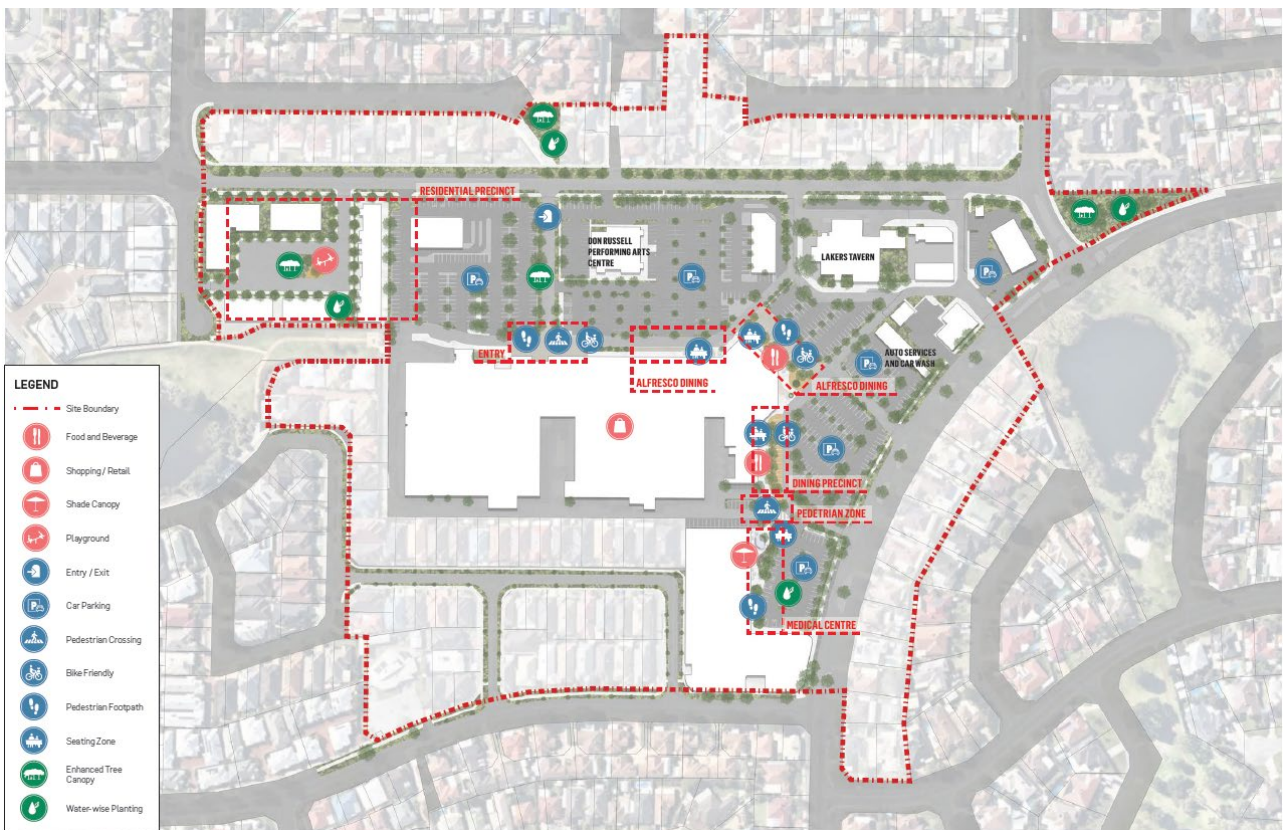 RESIDENTIAL PRECINCT
DON RUSSELL
PERFORMING ARTS
CENTRE
LAKERS TAVERN
ENTRY
ALFRESCO DINING
AUTO SERVICES
AND CAR WASH
ALFRESCO DINING
DINING PRECINCT
PEDETRIAN ZONE
MEDICAL CENTRE
LEGEND
Site Boundary
Food and Beverage
Shopping / Retail
Shade Canopy
Playground
Entry / Exit
Car Parking
Pedestrian Crossing
Bike Friendly
Pedestrian Footpath
Seating Zone
Enhanced Tree
Canopy
Water-wise Planting